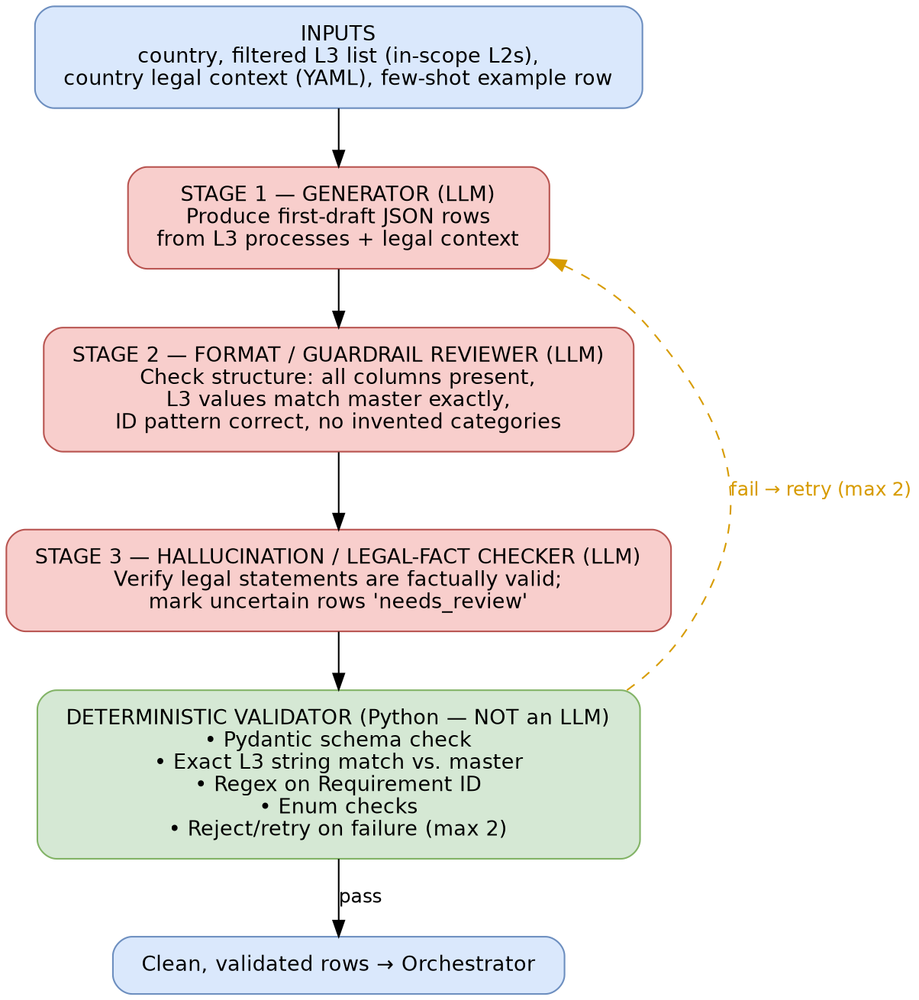 INPUTS
country, filtered L3 list (in-scope L2s),
country legal context (YAML), few-shot example row
STAGE 1 — GENERATOR (LLM)
Produce first-draft JSON rows
from L3 processes + legal context
STAGE 2 — FORMAT / GUARDRAIL REVIEWER (LLM)
Check structure: all columns present,
L3 values match master exactly,
ID pattern correct, no invented categories
fail → retry (max 2)
STAGE 3 — HALLUCINATION / LEGAL-FACT CHECKER (LLM)
Verify legal statements are factually valid;
mark uncertain rows 'needs_review'
DETERMINISTIC VALIDATOR (Python — NOT an LLM)
• Pydantic schema check
• Exact L3 string match vs. master
• Regex on Requirement ID
• Enum checks
• Reject/retry on failure (max 2)
pass
Clean, validated rows → Orchestrator